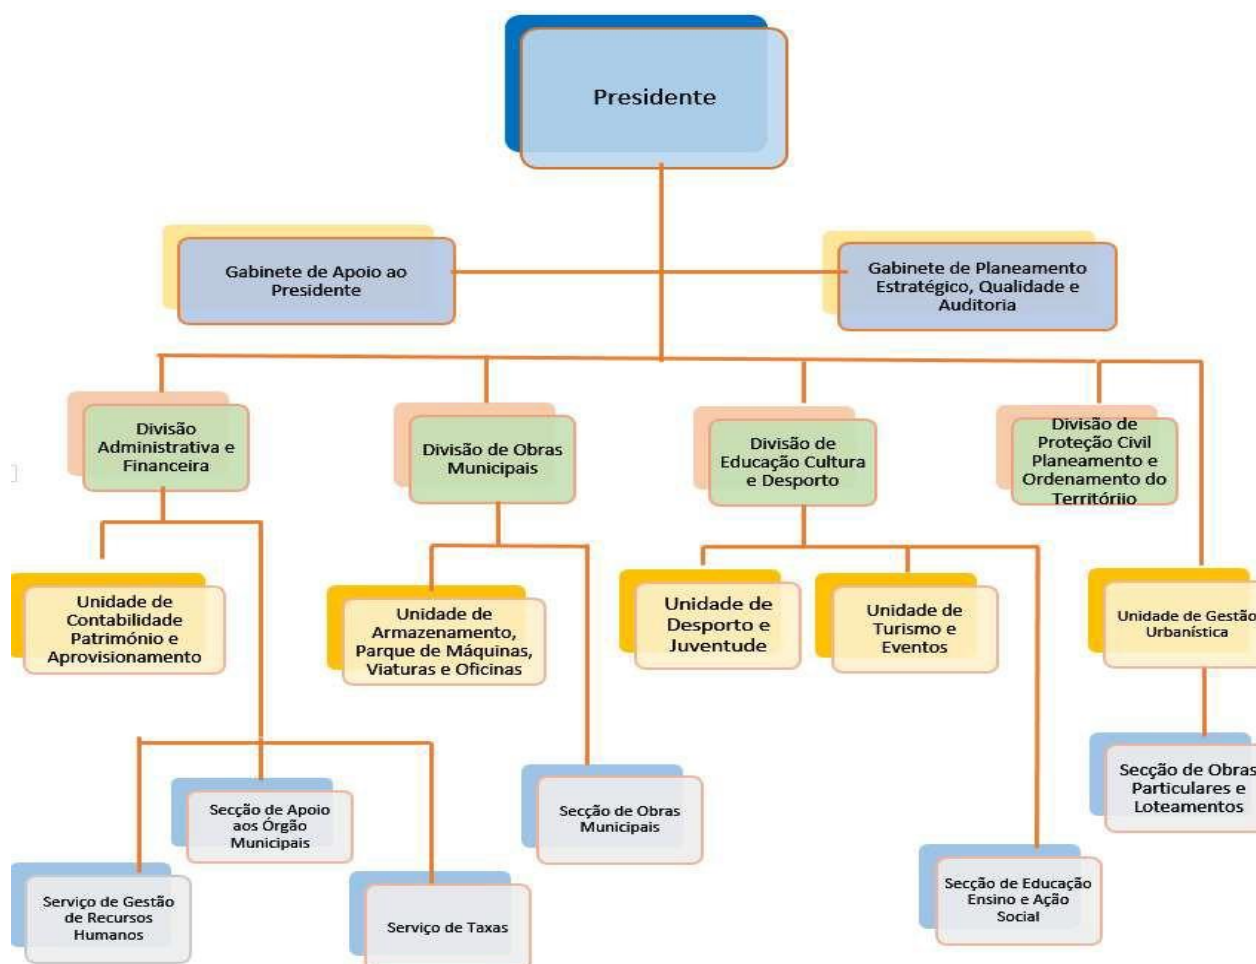 Presidente
Gabinete de Apoio ao
Presidente
Gabinete de Planeamento
Estratégico, Qualidade e
Auditoria
Divisão
Administrativa e
Financeira
Divisão de Obras
Municipais
Divisão de
Educação Cultura
e Desporto
Divisão de
Proteção Civil
Planeamento e
Ordenamento do
Territóriio
Unidade de
Contabilidade
Património e
Aprovisionamento
Unidade de
Armazenamento,
Parque de Máquinas,
Viaturas e Oficinas
Unidade de
Desporto e
Juventude
Unidade de
Turismo e
Eventos
Unidade de Gestão
Urbanística
Secção de Apoio
aos Órgão
Municipais
Secção de Obras
Municipais
Secção de Obras
Particulares e
Loteamentos
Serviço de Gestão
de Recursos
Humanos
Serviço de Taxas
Secção de Educação
Ensino e Ação
Social